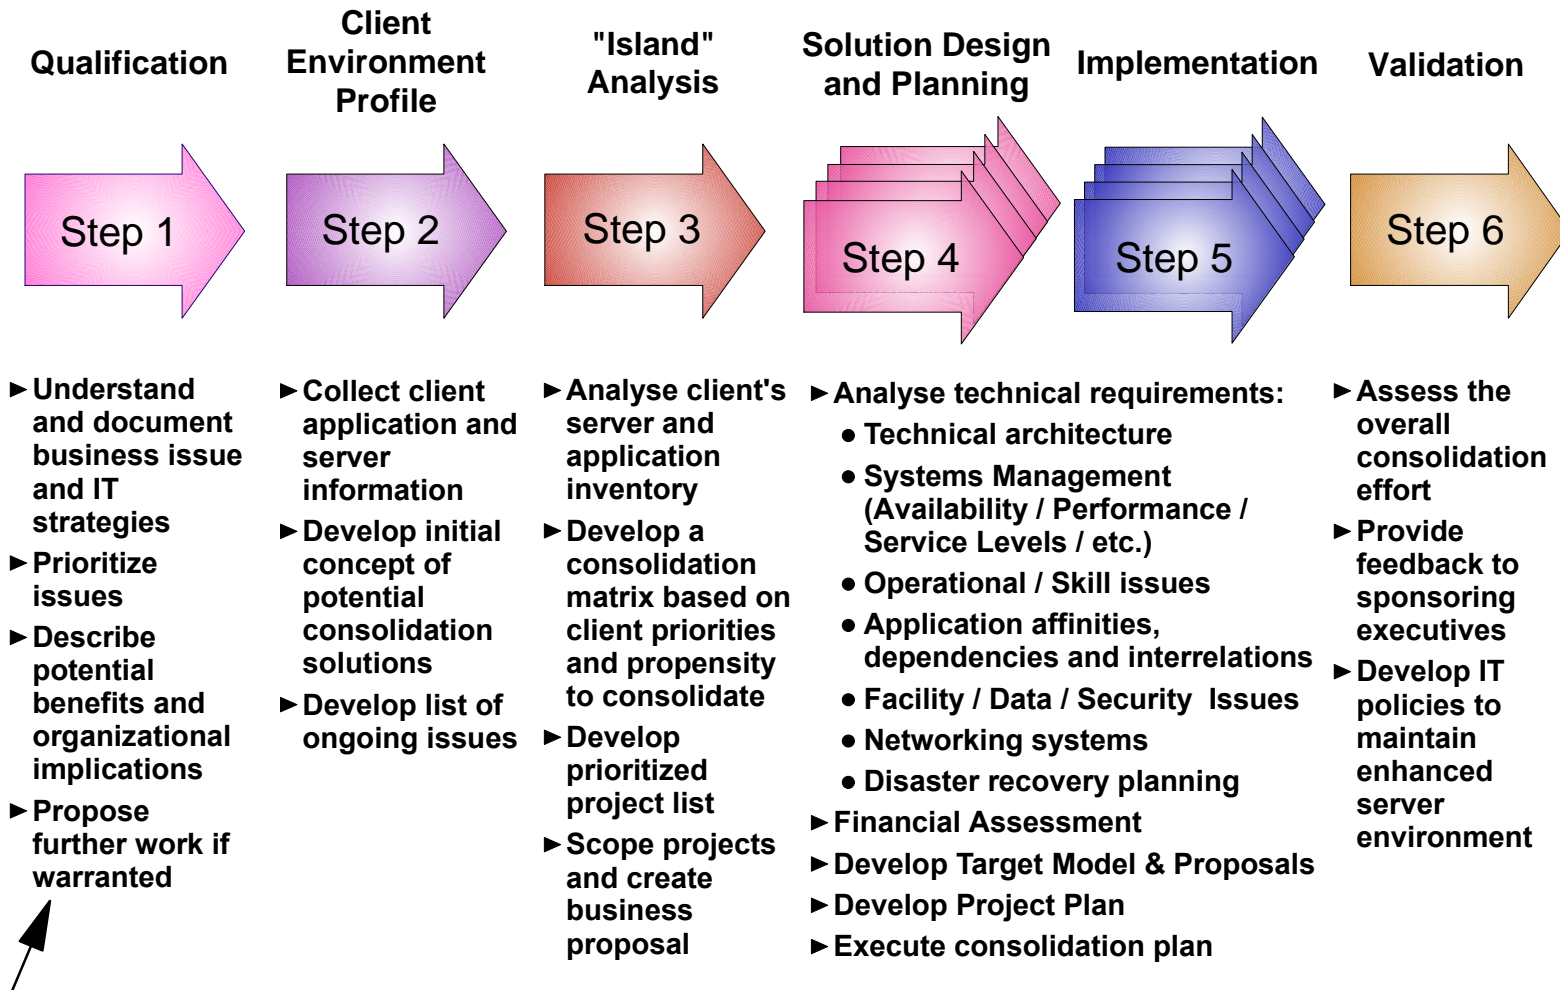 Qualification
Client
Environment
Profile
"Island"
Analysis
Solution Design
and Planning
Implementation
Validation
Step 1
Step 2
Step 3
Step 4
Step 5
Step 6
►Understand
and document
business issue
and IT
strategies
►Prioritize
issues
►Describe
potential
benefits and
organizational
implications
►Propose
further work if
warranted
►Collect client
application and
server
information
►Develop initial
concept of
potential
consolidation
solutions
►Develop list of
ongoing issues
►Analyse client's
server and
application
inventory
►Develop a
consolidation
matrix based on
client priorities
and propensity
to consolidate
►Develop
prioritized
project list
►Scope projects
and create
business
proposal
►Analyse technical requirements:
● Technical architecture
● Systems Management
(Availability / Performance /
Service Levels / etc.)
● Operational / Skill issues
● Application affinities,
dependencies and interrelations
● Facility / Data / Security Issues
● Networking systems
● Disaster recovery planning
►Financial Assessment
►Develop Target Model & Proposals
►Develop Project Plan
►Execute consolidation plan
►Assess the
overall
consolidation
effort
►Provide
feedback to
sponsoring
executives
►Develop IT
policies to
maintain
enhanced
server
environment